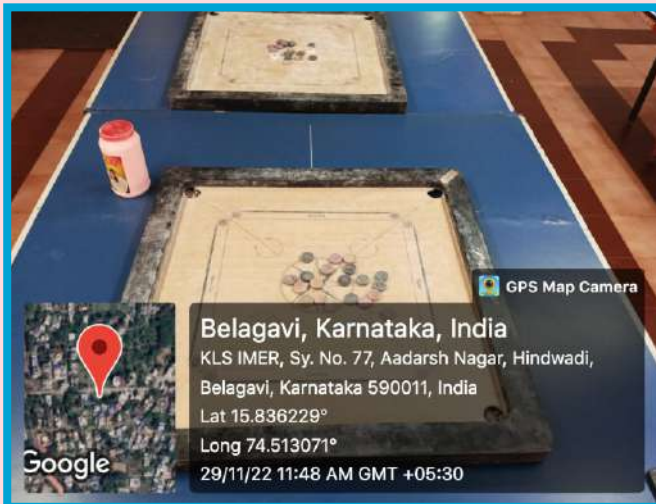 GPS Map Camera
Belagavi, Karnataka, India
KLS IMER, Sy. No. 77, Aadarsh Nagar, Hindwadi,
Belagavi, Karnataka 590011, India
Lat 15.836229°
Long 74.513071°
29/11/22 11:48 AM GMT +05:30
Google